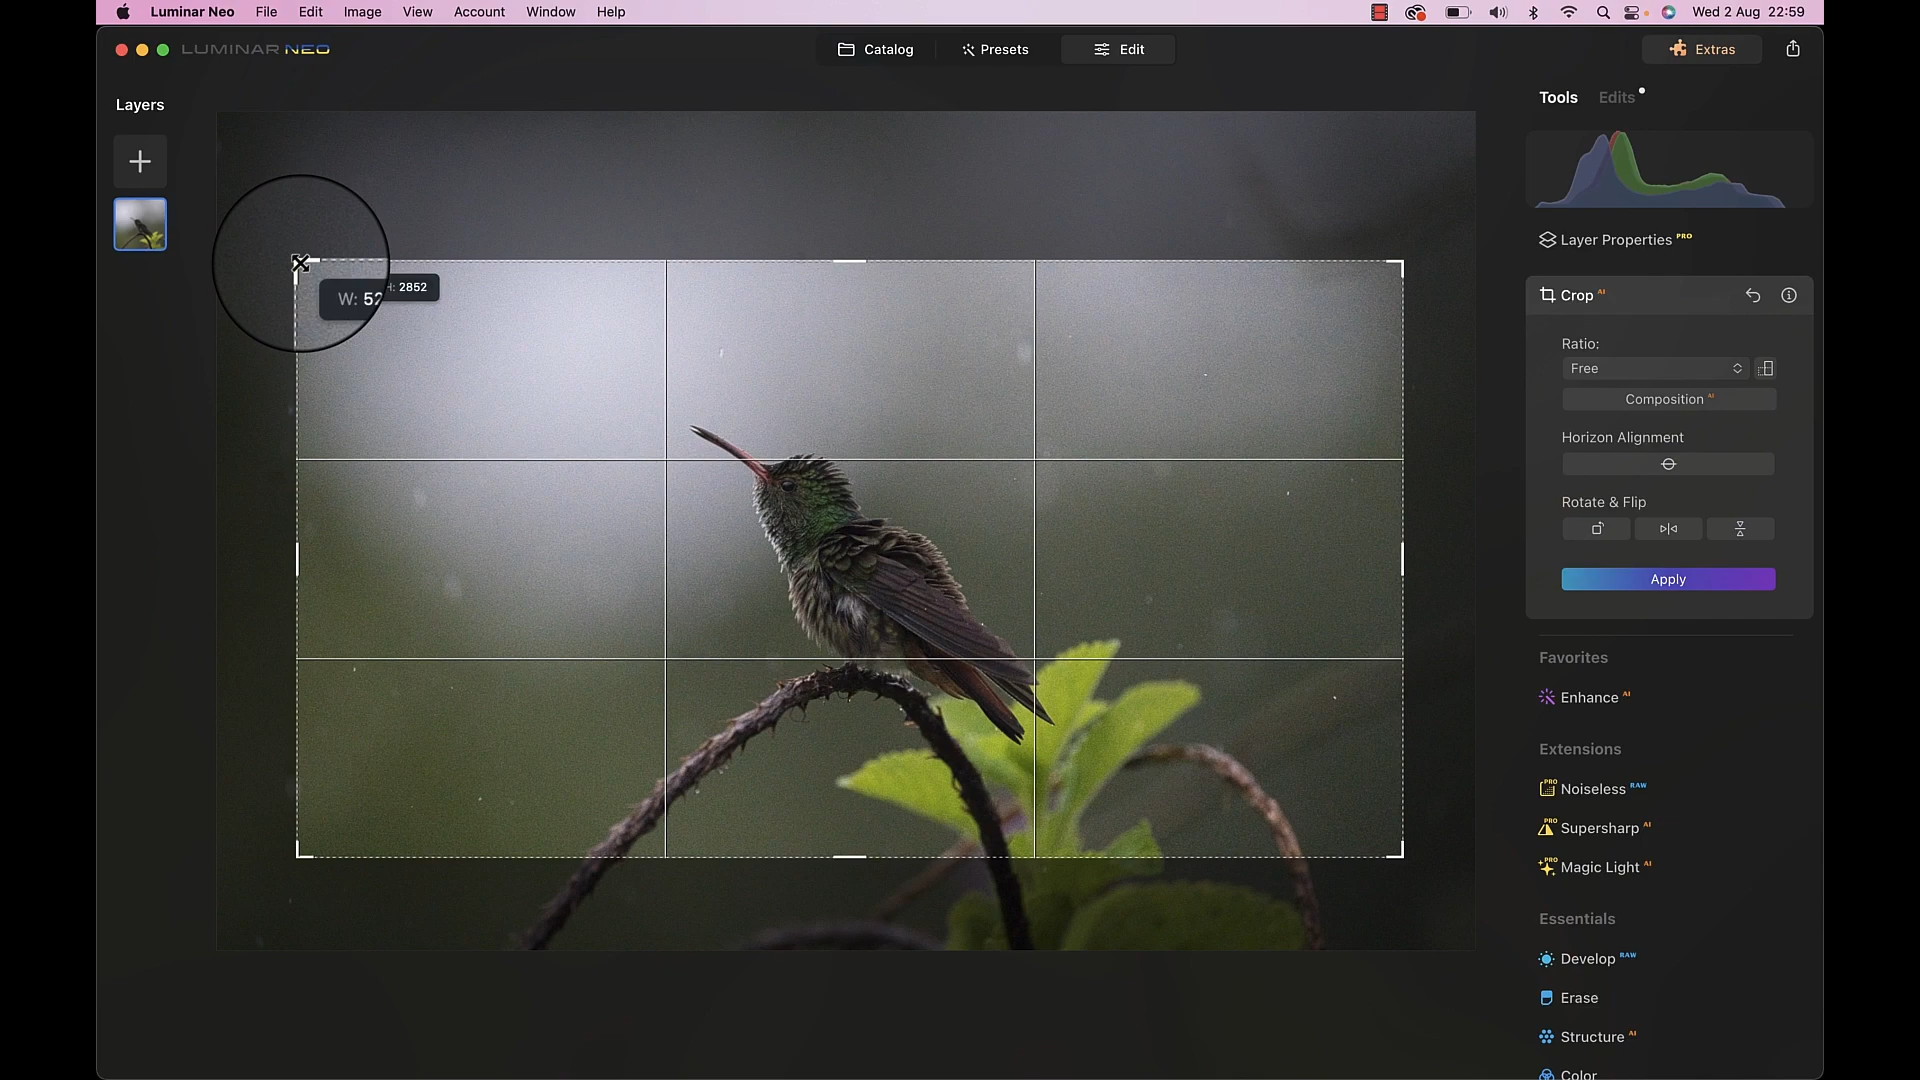 Luminar Neo File Edit Image View Account Window Help Wed 2 Aug 22:59
LUMINAR NEO Catalog Presets Edit Extras
Layers
Tools Edits
Layer Properties PRO
Crop AI
W: 52 H: 2852
Ratio:
Free
Composition AI
Horizon Alignment
Rotate & Flip
Apply
Favorites
Enhance AI
Extensions
PRO Noiseless RAW
PRO Supersharp AI
PRO Magic Light AI
Essentials
Develop RAW
Erase
Structure AI
Color